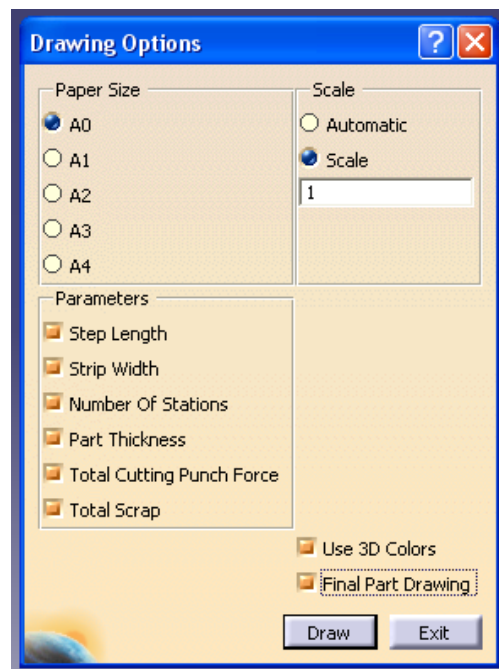 Drawing Options
Paper Size
A0
A1
A2
A3
A4
Scale
Automatic
Scale
1
Parameters
Step Length
Strip Width
Number Of Stations
Part Thickness
Total Cutting Punch Force
Total Scrap
Use 3D Colors
Final Part Drawing
Draw Exit